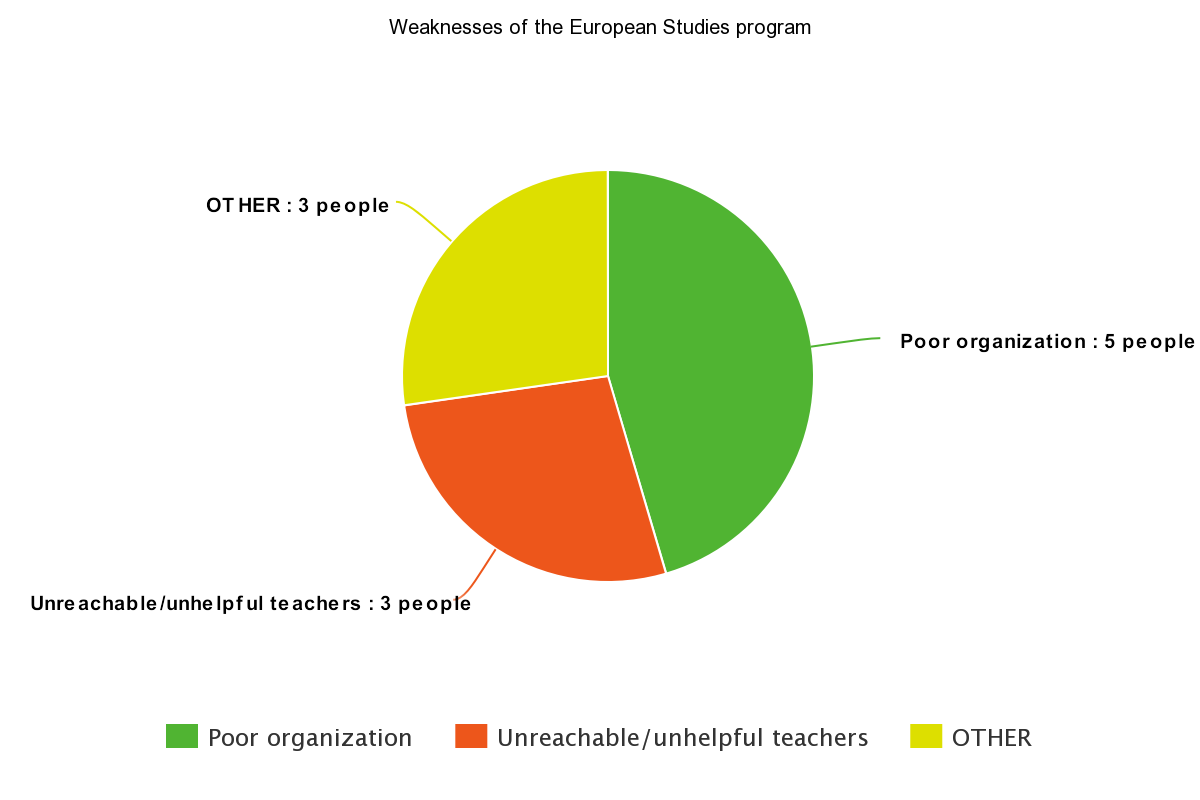 Weaknesses of the European Studies program
OTHER : 3 people
Poor organization : 5 people
Unreachable/unhelpful teachers : 3 people
Poor organization
Unreachable/unhelpful teachers
OTHER